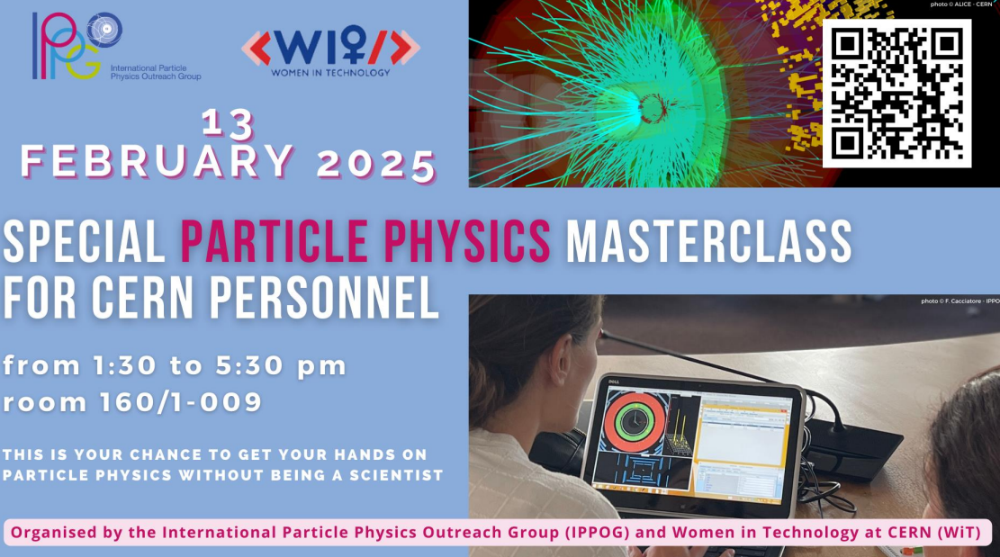 photo © ALICE - CERN
IPPOG
International Particle
Physics Outreach Group
<WIT/>
WOMEN IN TECHNOLOGY
13
FEBRUARY 2025
SPECIAL PARTICLE PHYSICS MASTERCLASS
FOR CERN PERSONNEL
photo © F. Cacciatore - IPPO
from 1:30 to 5:30 pm
room 160/1-009
DELL
THIS IS YOUR CHANCE TO GET YOUR HANDS ON
PARTICLE PHYSICS WITHOUT BEING A SCIENTIST
Organised by the International Particle Physics Outreach Group (IPPOG) and Women in Technology at CERN (WiT)